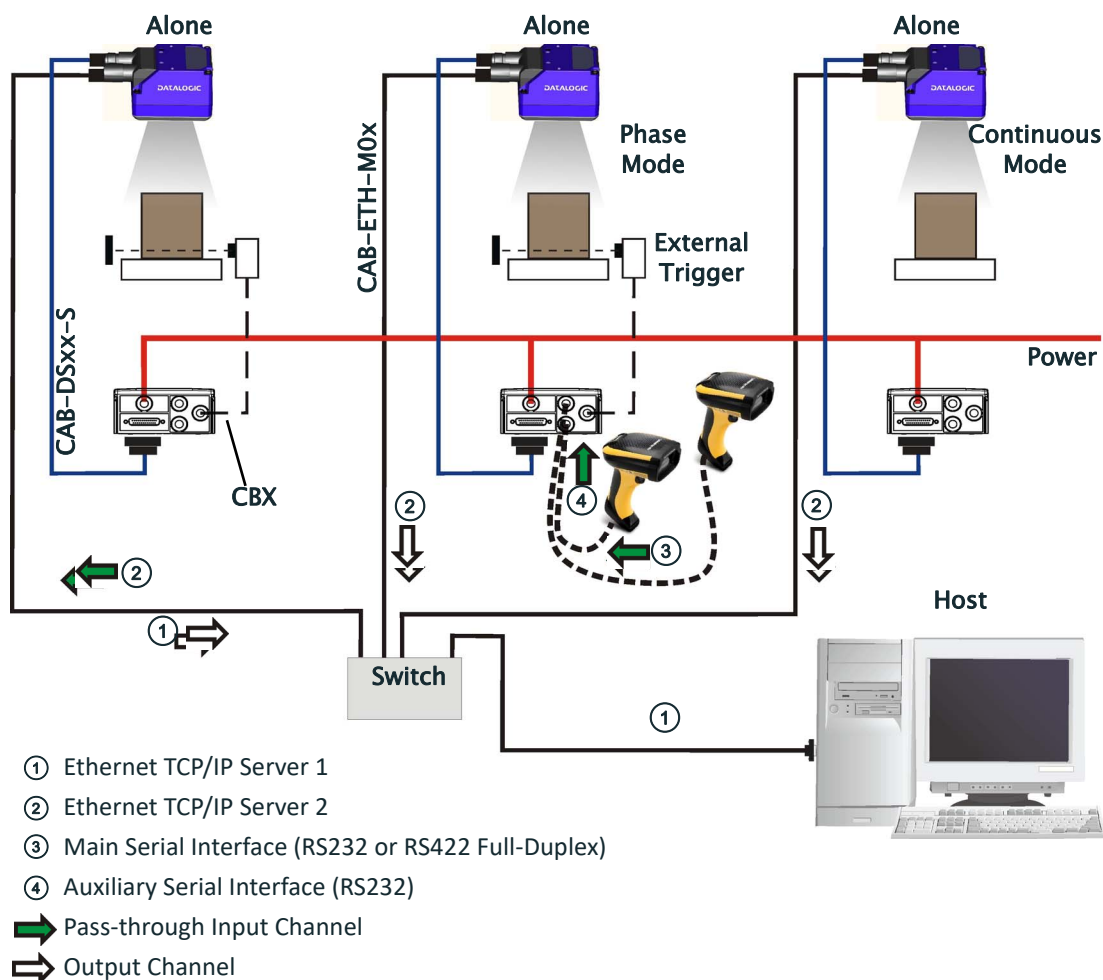 Alone
Alone
Alone
DATALOGIC
DATALOGIC
DATALOGIC
Phase
Mode
Continuous
Mode
CAB-ETH-M0x
External
Trigger
CAB-DSxx-S
Power
CBX
4
2
2
3
2
1
Host
Switch
1
1 Ethernet TCP/IP Server 1
2 Ethernet TCP/IP Server 2
3 Main Serial Interface (RS232 or RS422 Full-Duplex)
4 Auxiliary Serial Interface (RS232)
Pass-through Input Channel
Output Channel